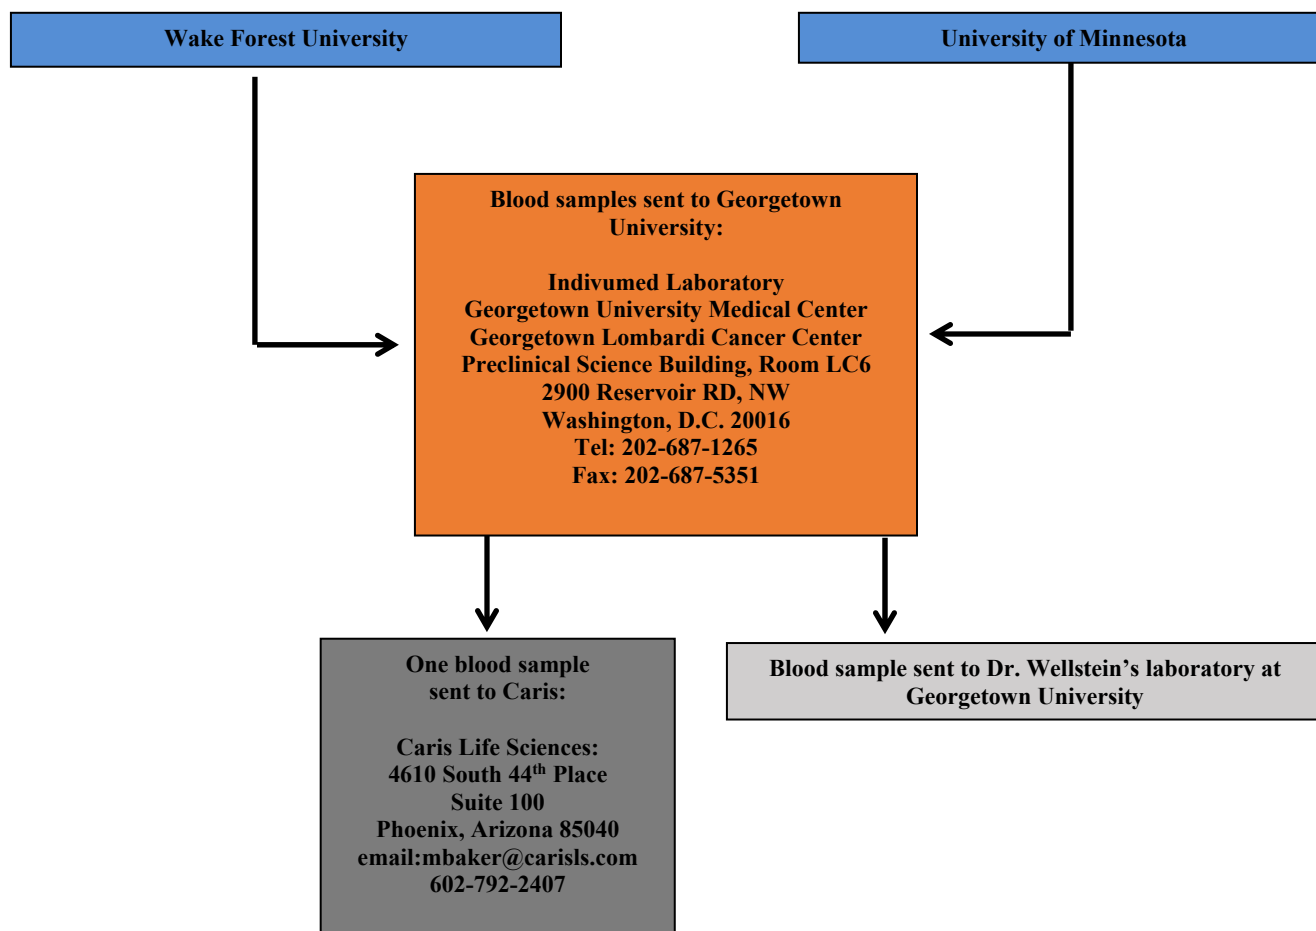 Wake Forest University
University of Minnesota
Blood samples sent to Georgetown
University:
Indivumed Laboratory
Georgetown University Medical Center
Georgetown Lombardi Cancer Center
Preclinical Science Building, Room LC6
2900 Reservoir RD, NW
Washington, D.C. 20016
Tel: 202-687-1265
Fax: 202-687-5351
One blood sample
sent to Caris:
Caris Life Sciences:
4610 South 44th Place
Suite 100
Phoenix, Arizona 85040
email:mbaker@carisls.com
602-792-2407
Blood sample sent to Dr. Wellstein’s laboratory at
Georgetown University